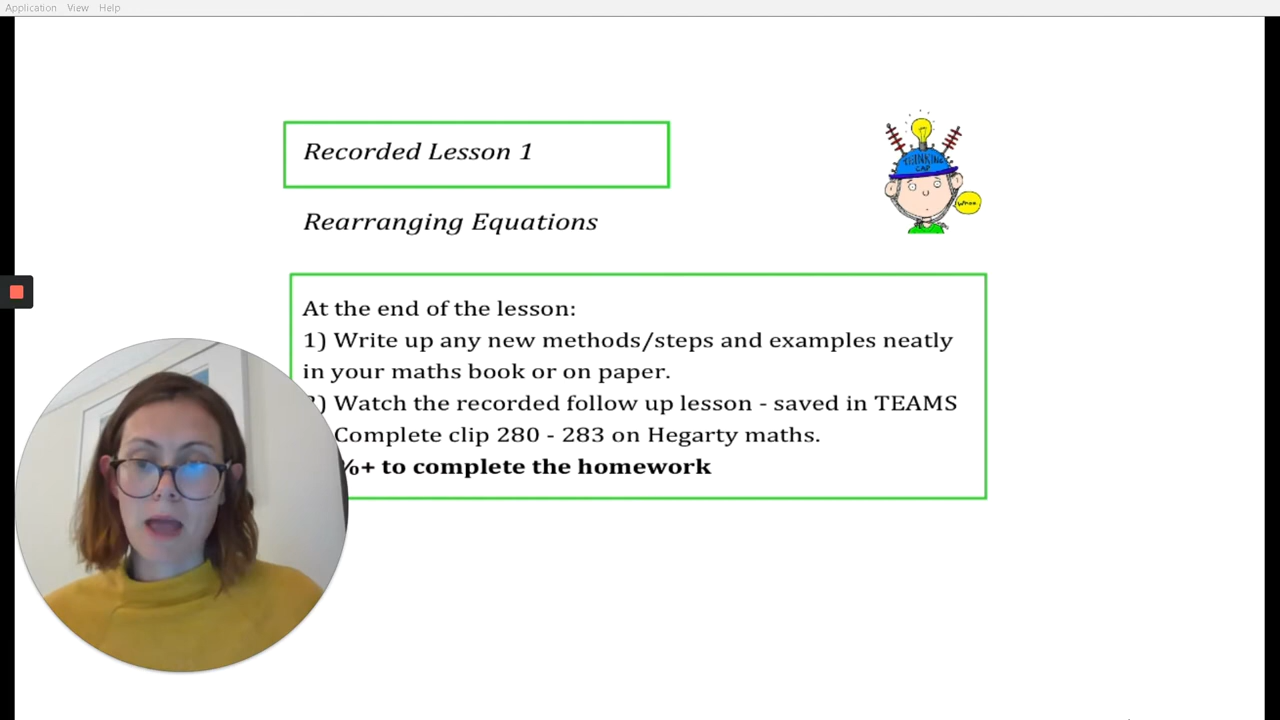 Application View Help
Recorded Lesson 1
THINKING
CAP
Rearranging Equations
At the end of the lesson:
1) Write up any new methods/steps and examples neatly
in your maths book or on paper.
) Watch the recorded follow up lesson - saved in TEAMS
Complete clip 280 - 283 on Hegarty maths.
%+ to complete the homework